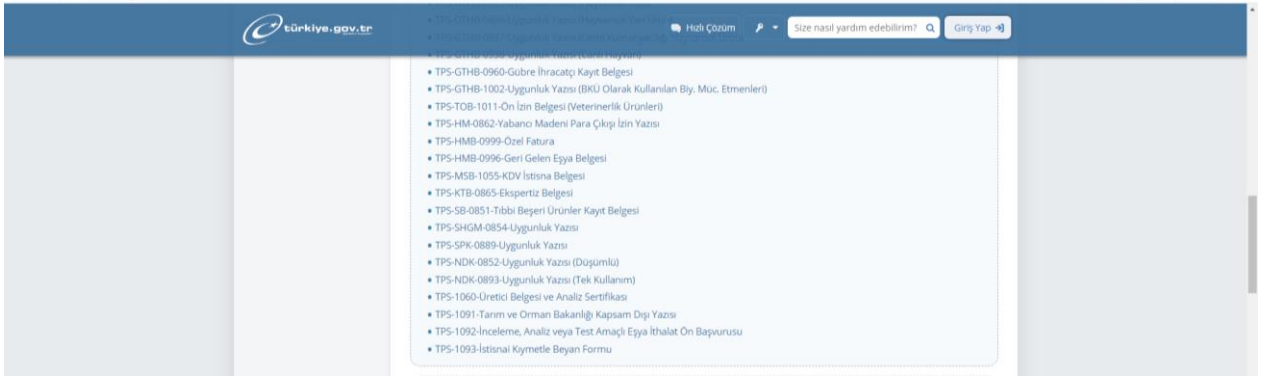 türkiye.gov.tr
Hızlı Çözüm
Size nasıl yardım edebilirim?
Giriş Yap
• TPS-GTHB-0960-Gübre İhracatçı Kayıt Belgesi
• TPS-GTHB-1002-Uygunluk Yazısı (BKÜ Olarak Kullanılan Biy. Müc. Etmenleri)
• TPS-TOB-1011-Ön İzin Belgesi (Veterinerlik Ürünleri)
• TPS-HM-0862-Yabancı Madeni Para Çıkışı İzin Yazısı
• TPS-HMB-0999-Özel Fatura
• TPS-HMB-0996-Geri Gelen Eşya Belgesi
• TPS-MSB-1055-KDV İstisna Belgesi
• TPS-KTB-0865-Ekspertiz Belgesi
• TPS-SB-0851-Tıbbi Beşeri Ürünler Kayıt Belgesi
• TPS-SHGM-0854-Uygunluk Yazısı
• TPS-SPK-0889-Uygunluk Yazısı
• TPS-NDK-0852-Uygunluk Yazısı (Düşümlü)
• TPS-NDK-0893-Uygunluk Yazısı (Tek Kullanım)
• TPS-1060-Üretici Belgesi ve Analiz Sertifikası
• TPS-1091-Tarım ve Orman Bakanlığı Kapsam Dışı Yazısı
• TPS-1092-İnceleme, Analiz veya Test Amaçlı Eşya İthalat Ön Başvurusu
• TPS-1093-İstisnai Kıymetle Beyan Formu